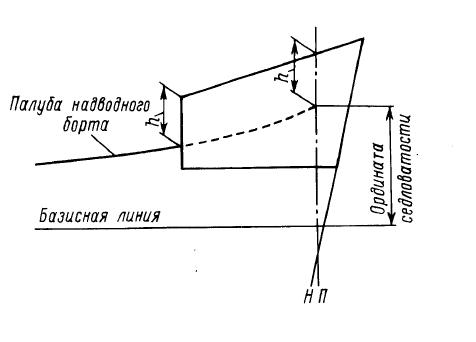 h
h
Палуба надводного
борта
Ордината
седловатости
Базисная линия
НП